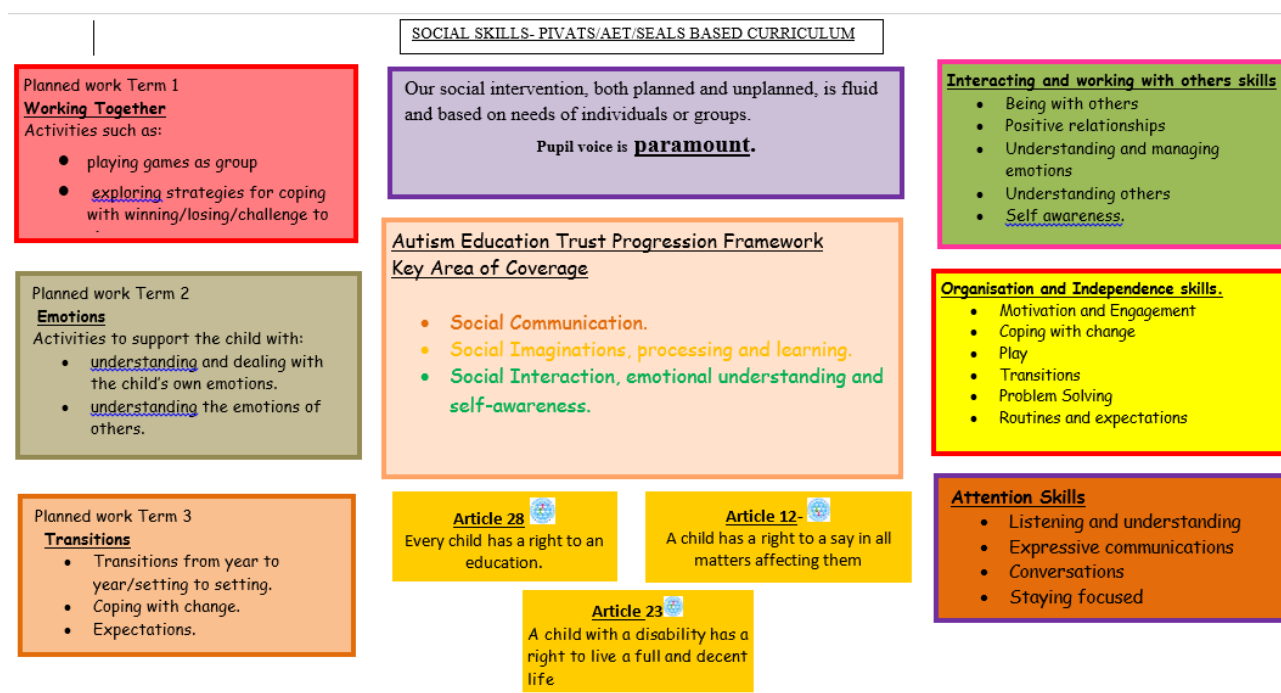 SOCIAL SKILLS- PIVATS/AET/SEALS BASED CURRICULUM
Planned work Term 1
Working Together
Activities such as:
• playing games as group
• exploring strategies for coping
with winning/losing/challenge to
Our social intervention, both planned and unplanned, is fluid
and based on needs of individuals or groups.
Pupil voice is paramount.
Interacting and working with others skills
• Being with others
• Positive relationships
• Understanding and managing
emotions
• Understanding others
• Self awareness.
Planned work Term 2
Emotions
Activities to support the child with:
• understanding and dealing with
the child's own emotions.
• understanding the emotions of
others.
Autism Education Trust Progression Framework
Key Area of Coverage
• Social Communication.
• Social Imaginations, processing and learning.
• Social Interaction, emotional understanding and
self-awareness.
Organisation and Independence skills.
• Motivation and Engagement
• Coping with change
• Play
• Transitions
• Problem Solving
• Routines and expectations
Planned work Term 3
Transitions
• Transitions from year to
year/setting to setting.
• Coping with change.
• Expectations.
Article 28
Every child has a right to an
education.
Article 12-
A child has a right to a say in all
matters affecting them
Article 23
A child with a disability has a
right to live a full and decent
life
Attention Skills
• Listening and understanding
• Expressive communications
• Conversations
• Staying focused